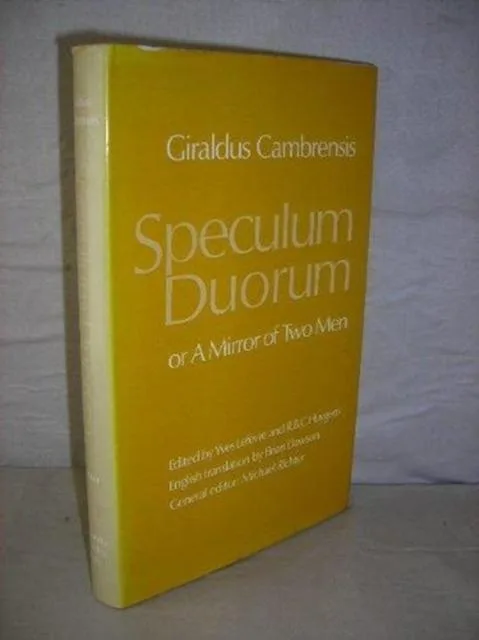 Giraldus Cambrensis
Speculum
Duorum
or A Mirror of Two Men
Edited by Yves Lefèvre and R.B.C. Huygens
English translation by Brian Dawson
General editor: Michael Richter